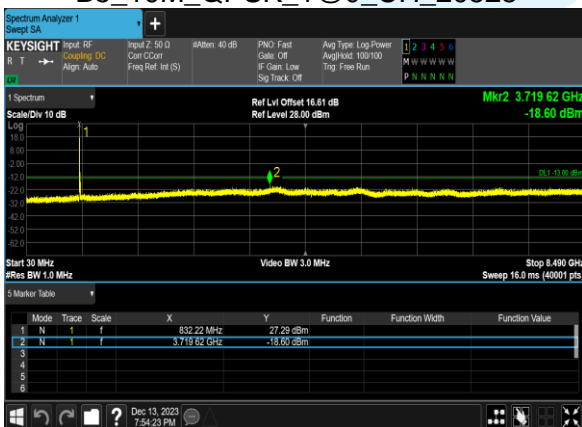 Spectrum Analyzer 1
Swept SA
+
KEYSIGHT Input: RF Input Z: 50 Ω #Atten: 40 dB PNO: Fast Avg Type: Log-Power 1 2 3 4 5 6
R T Coupling: DC Corr CCorr Gate: Off Avg|Hold: 100/100 M W W W W W
Align: Auto Freq Ref: Int (S) IF Gain: Low Trig: Free Run
Sig Track: Off P N N N N N
1 Spectrum Ref Lvl Offset 16.61 dB Mkr2 3.719 62 GHz
Scale/Div 10 dB Ref Level 28.00 dBm -18.60 dBm
Log
18.0
8.00
-2.00
-12.0
-22.0
-32.0
-42.0
-52.0
-62.0
1
2
DL1 -13.00 dBm
Start 30 MHz Video BW 3.0 MHz Stop 8.490 GHz
#Res BW 1.0 MHz Sweep 16.0 ms (40001 pts)
5 Marker Table
Mode Trace Scale X Y Function Function Width Function Value
1 N 1 f 832.22 MHz 27.29 dBm
2 N 1 f 3.719 62 GHz -18.60 dBm
3
4
5
6
? Dec 13, 2023
7:54:23 PM